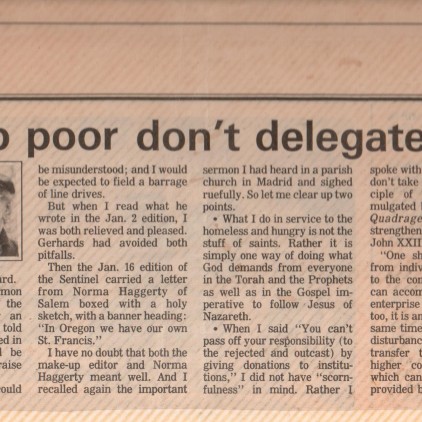 o poor don't delegate
ard.
mon
the
an
told
ed in
d be
raise
ould
be misunderstood; and I would
be expected to field a barrage
of line drives.
But when I read what he
wrote in the Jan. 2 edition, I
was both relieved and pleased.
Gerhards had avoided both
pitfalls.
Then the Jan. 16 edition of
the Sentinel carried a letter
from Norma Haggerty of
Salem boxed with a holy
sketch, with a banner heading:
"In Oregon we have our own
St. Francis."
I have no doubt that both the
make-up editor and Norma
Haggerty meant well. And I
recalled again the important
sermon I had heard in a parish
church in Madrid and sighed
ruefully. So let me clear up two
points.
• What I do in service to the
homeless and hungry is not the
stuff of saints. Rather it is
simply one way of doing what
God demands from everyone
in the Torah and the Prophets
as well as in the Gospel im-
perative to follow Jesus of
Nazareth.
• When I said "You can't
pass off your responsibility (to
the rejected and outcast) by
giving donations to institu-
tions," I did not have "scorn-
fulness" in mind. Rather I
spoke with
don't take
ciple of
mulgated b
Quadrage
strengthen
John XXII
"One sh
from indiv
to the con
can accom
enterprise
too, it is an
same time
disturbanc
transfer t
higher co
which can
provided b